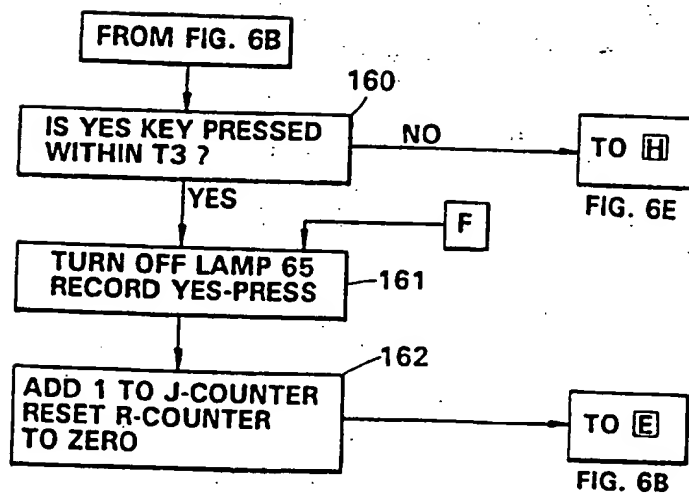 FROM FIG. 6B
160
IS YES KEY PRESSED
WITHIN T3 ?
NO
TO H
FIG. 6E
YES
F
TURN OFF LAMP 65
RECORD YES-PRESS
161
162
ADD 1 TO J-COUNTER
RESET R-COUNTER
TO ZERO
TO E
FIG. 6B